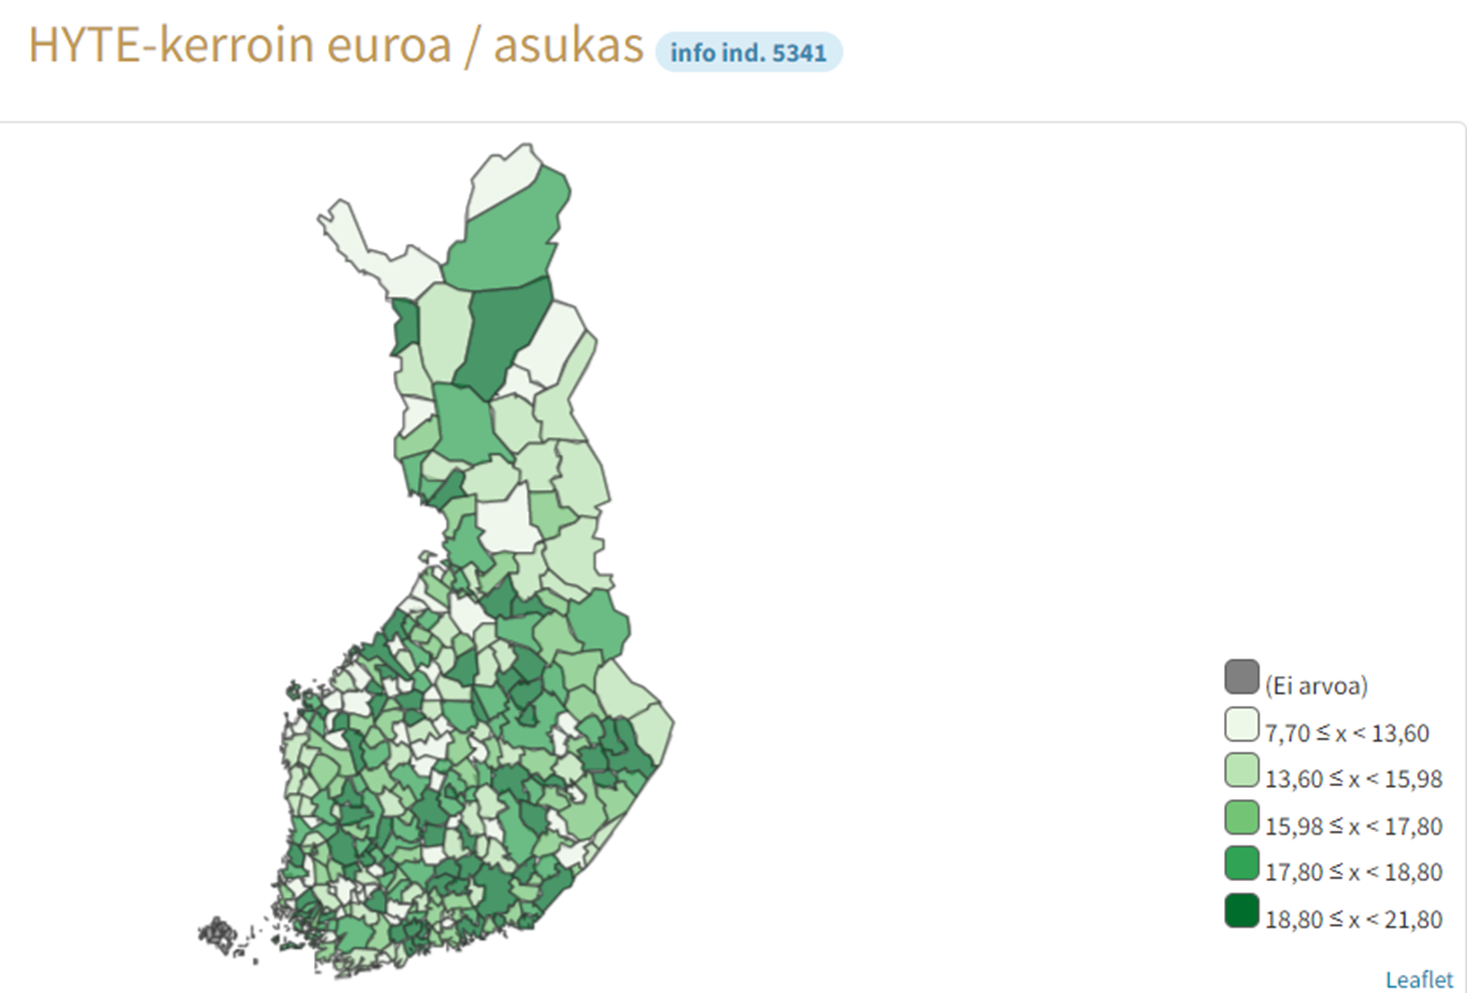 HYTE-kerroin euroa / asukas info ind. 5341
(Ei arvoa)
7,70 ≤ x < 13,60
13,60 ≤ x < 15,98
15,98 ≤ x < 17,80
17,80 ≤ x < 18,80
18,80 ≤ x < 21,80
Leaflet